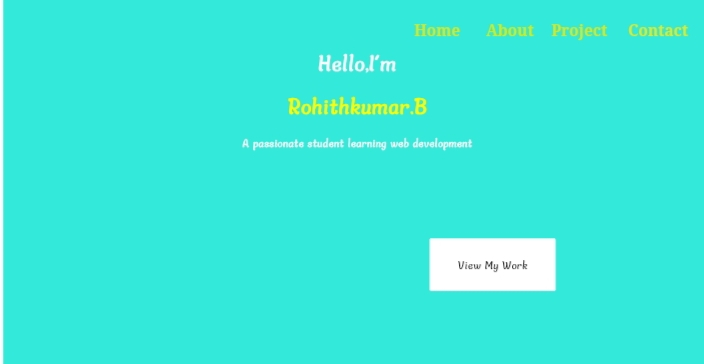 Home About Project Contact
Hello,I'm
Rohithkumar.B
A passionate student learning web development
View My Work